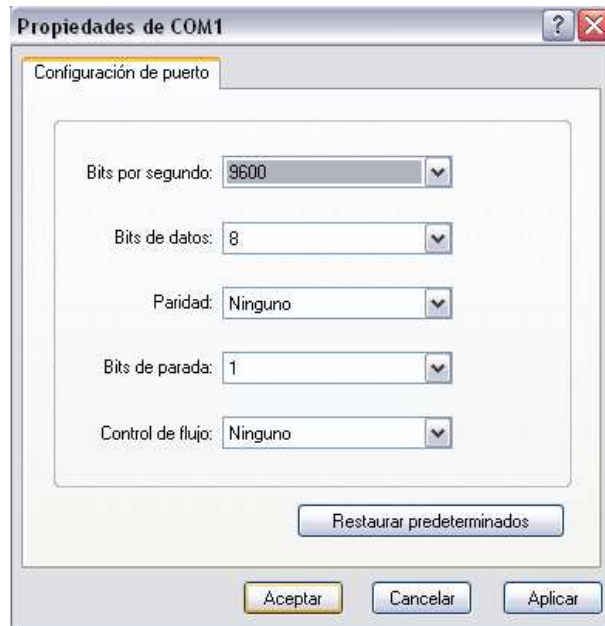 Propiedades de COM1
?
Configuración de puerto
Bits por segundo: 9600
Bits de datos: 8
Paridad: Ninguno
Bits de parada: 1
Control de flujo: Ninguno
Restaurar predeterminados
Aceptar Cancelar Aplicar